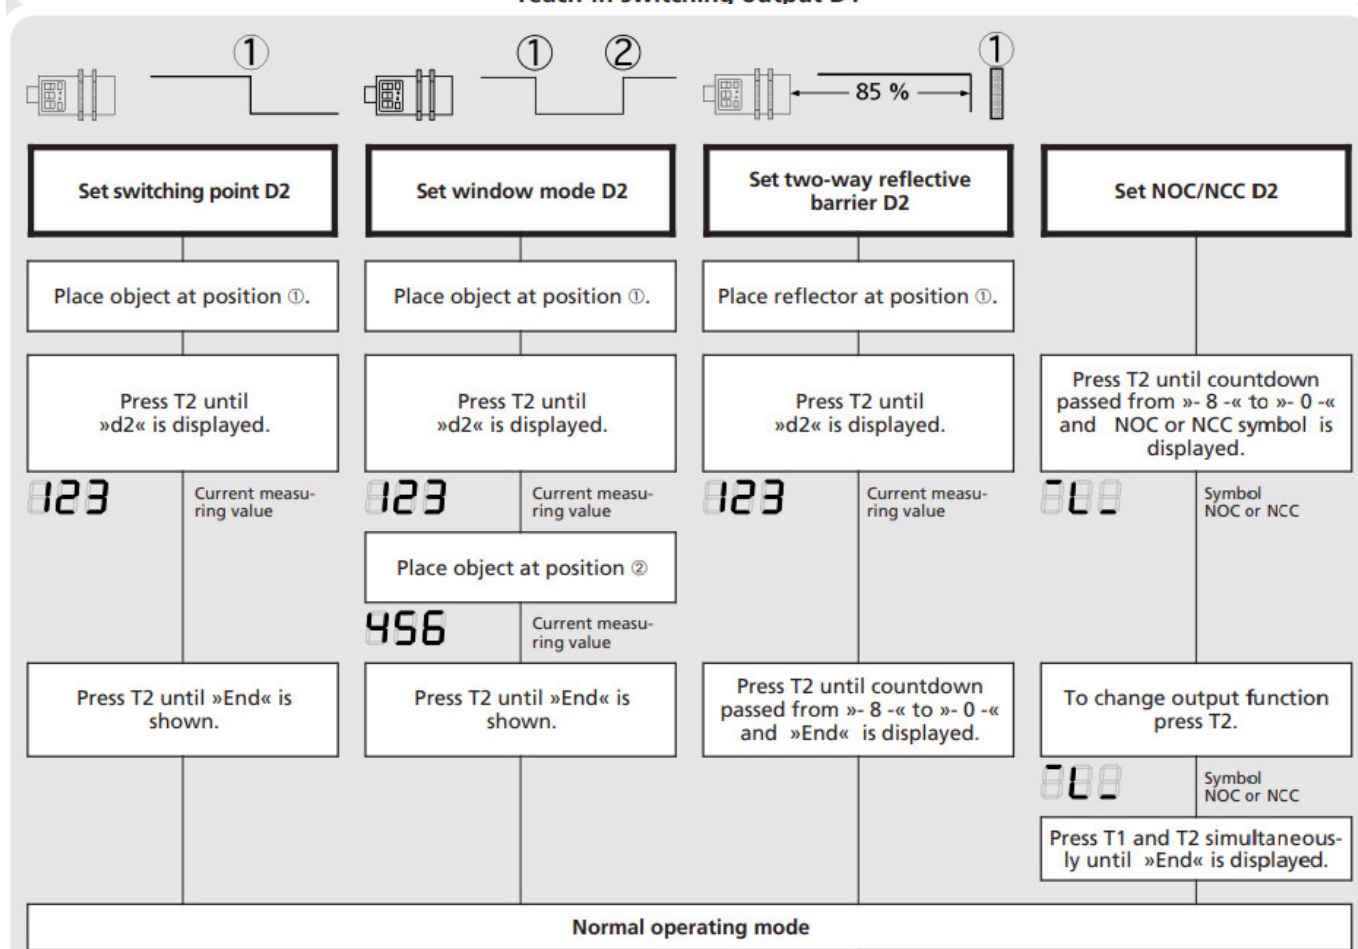 Teach-in switching output D1
①
① ②
①
85 %
Set switching point D2
Place object at position ①.
Press T2 until
»d2« is displayed.
123
Current measu-
ring value
Press T2 until »End« is
shown.
Set window mode D2
Place object at position ①.
Press T2 until
»d2« is displayed.
123
Current measu-
ring value
Place object at position ②
456
Current measu-
ring value
Press T2 until »End« is
shown.
Set two-way reflective
barrier D2
Place reflector at position ①.
Press T2 until
»d2« is displayed.
123
Current measu-
ring value
Press T2 until countdown
passed from »- 8 -« to »- 0 -«
and »End« is displayed.
Set NOC/NCC D2
Press T2 until countdown
passed from »- 8 -« to »- 0 -«
and NOC or NCC symbol is
displayed.
Symbol
NOC or NCC
To change output function
press T2.
Symbol
NOC or NCC
Press T1 and T2 simultaneous-
ly until »End« is displayed.
Normal operating mode